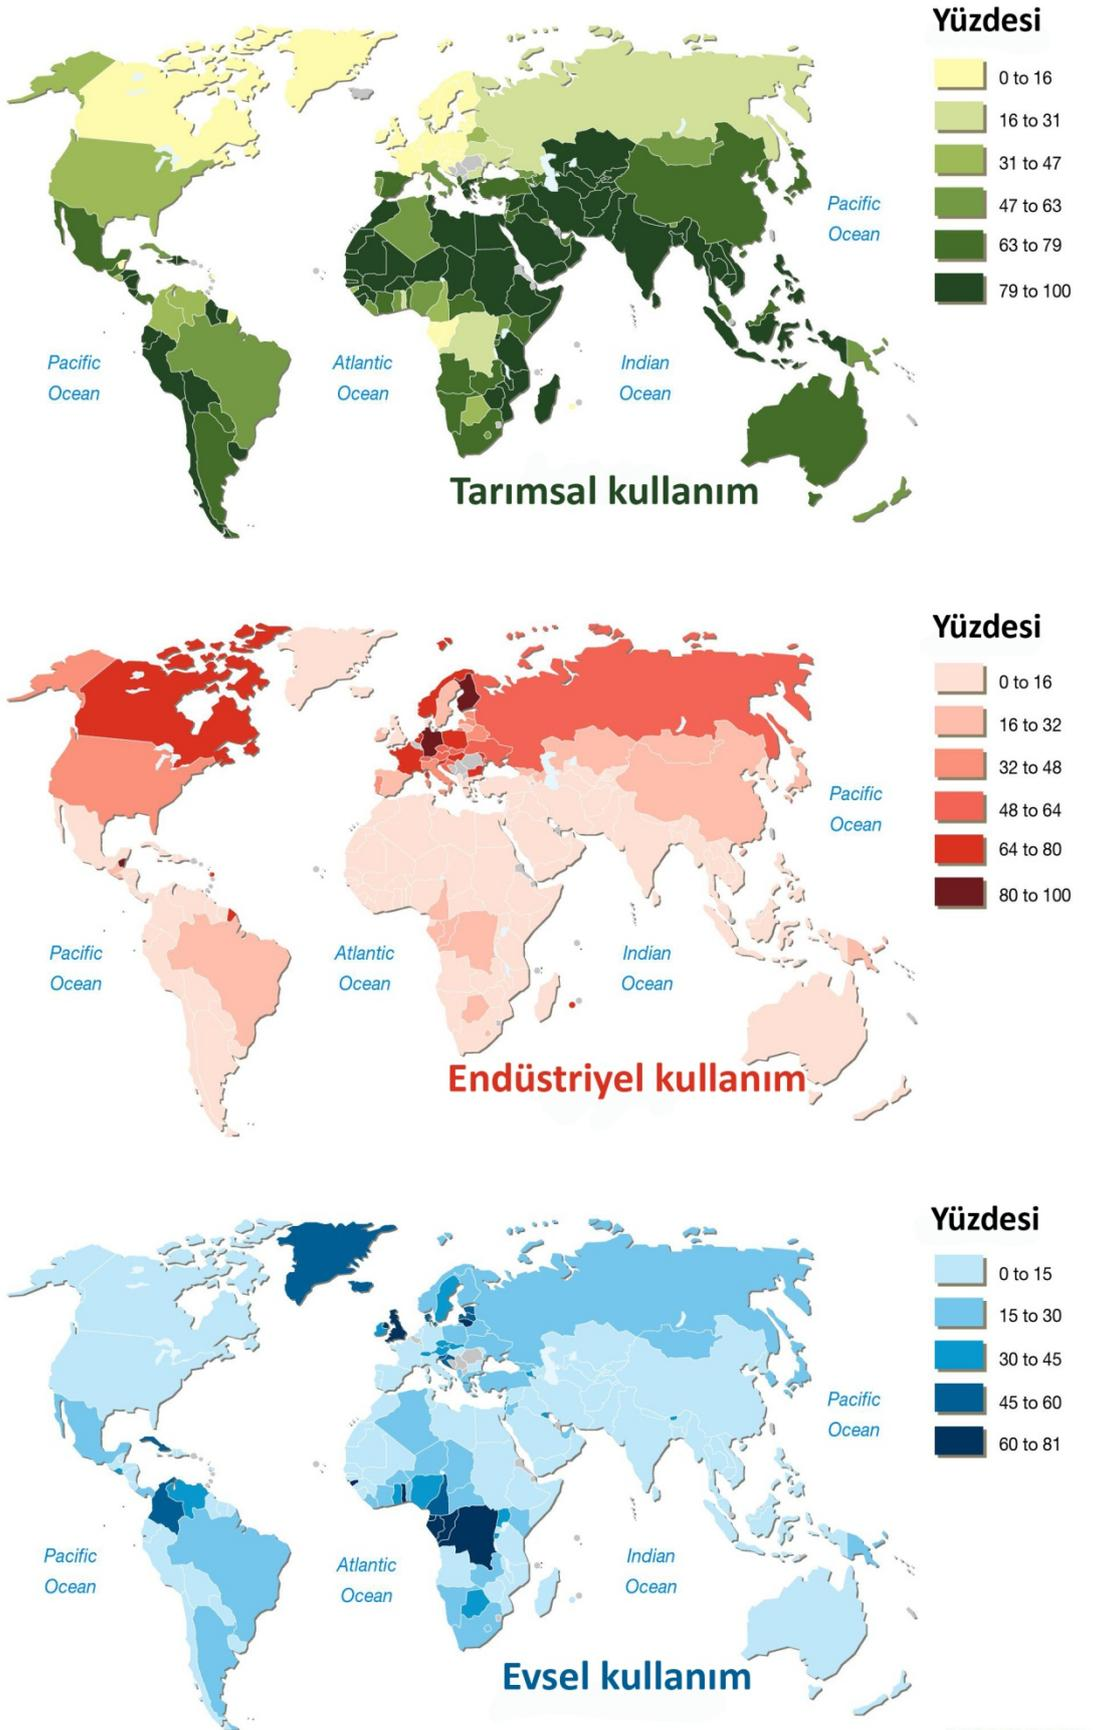 Yüzdesi
0 to 16
16 to 31
31 to 47
47 to 63
63 to 79
79 to 100
Pacific
Ocean
Pacific
Ocean
Atlantic
Ocean
Indian
Ocean
Tarımsal kullanım
Yüzdesi
0 to 16
16 to 32
32 to 48
48 to 64
64 to 80
80 to 100
Pacific
Ocean
Pacific
Ocean
Atlantic
Ocean
Indian
Ocean
Endüstriyel kullanım
Yüzdesi
0 to 15
15 to 30
30 to 45
45 to 60
60 to 81
Pacific
Ocean
Pacific
Ocean
Atlantic
Ocean
Indian
Ocean
Evsel kullanım